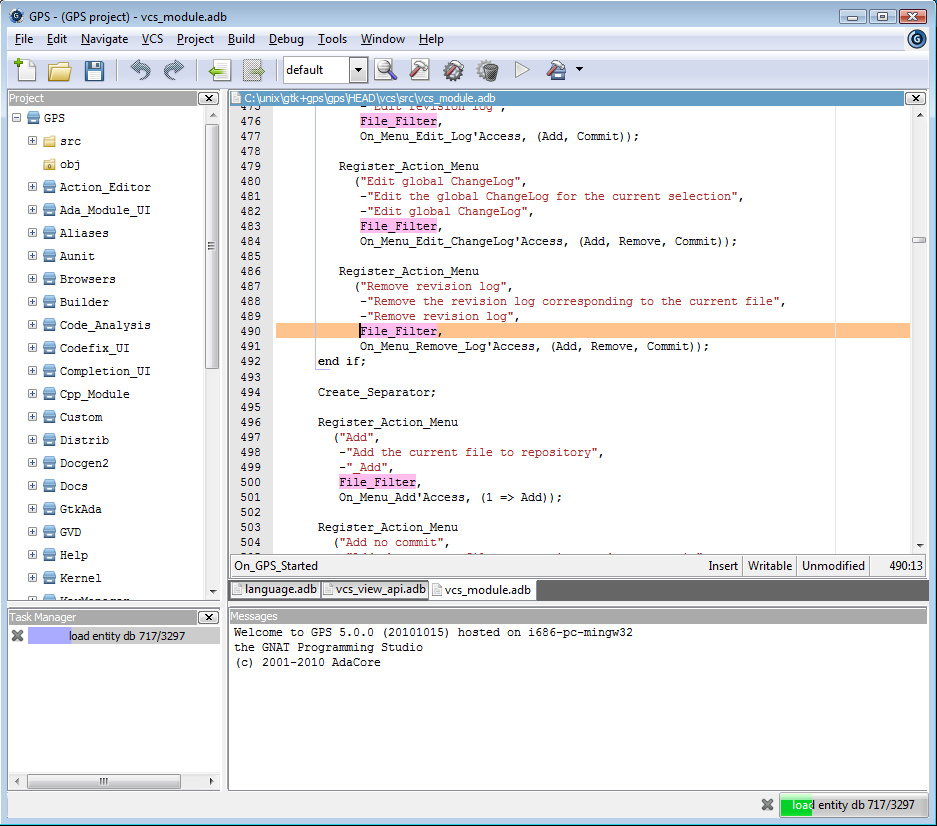 GPS - (GPS project) - vcs_module.adb
File Edit Navigate VCS Project Build Debug Tools Window Help
default
Project
GPS
src
obj
Action_Editor
Ada_Module_UI
Aliases
Aunit
Browsers
Builder
Code_Analysis
Codefix_UI
Completion_UI
Cpp_Module
Custom
Distrib
Docgen2
Docs
GtkAda
GVD
Help
Kernel
KeyManager
C:\unix\gtk+gps\gps\HEAD\vcs\src\vcs_module.adb
475 -"Edit revision log",
476 File_Filter,
477 On_Menu_Edit_Log'Access, (Add, Commit));
478
479 Register_Action_Menu
480 ("Edit global ChangeLog",
481 -"Edit the global ChangeLog for the current selection",
482 -"Edit global ChangeLog",
483 File_Filter,
484 On_Menu_Edit_ChangeLog'Access, (Add, Remove, Commit));
485
486 Register_Action_Menu
487 ("Remove revision log",
488 -"Remove the revision log corresponding to the current file",
489 -"Remove revision log",
490 File_Filter,
491 On_Menu_Remove_Log'Access, (Add, Remove, Commit));
492 end if;
493
494 Create_Separator;
495
496 Register_Action_Menu
497 ("Add",
498 -"Add the current file to repository",
499 -"_Add",
500 File_Filter,
501 On_Menu_Add'Access, (1 => Add));
502
503 Register_Action_Menu
504 ("Add no commit",
On_GPS_Started Insert Writable Unmodified 490:13
language.adb vcs_view_api.adb vcs_module.adb
Task Manager
load entity db 717/3297
Messages
Welcome to GPS 5.0.0 (20101015) hosted on i686-pc-mingw32
the GNAT Programming Studio
(c) 2001-2010 AdaCore
load entity db 717/3297